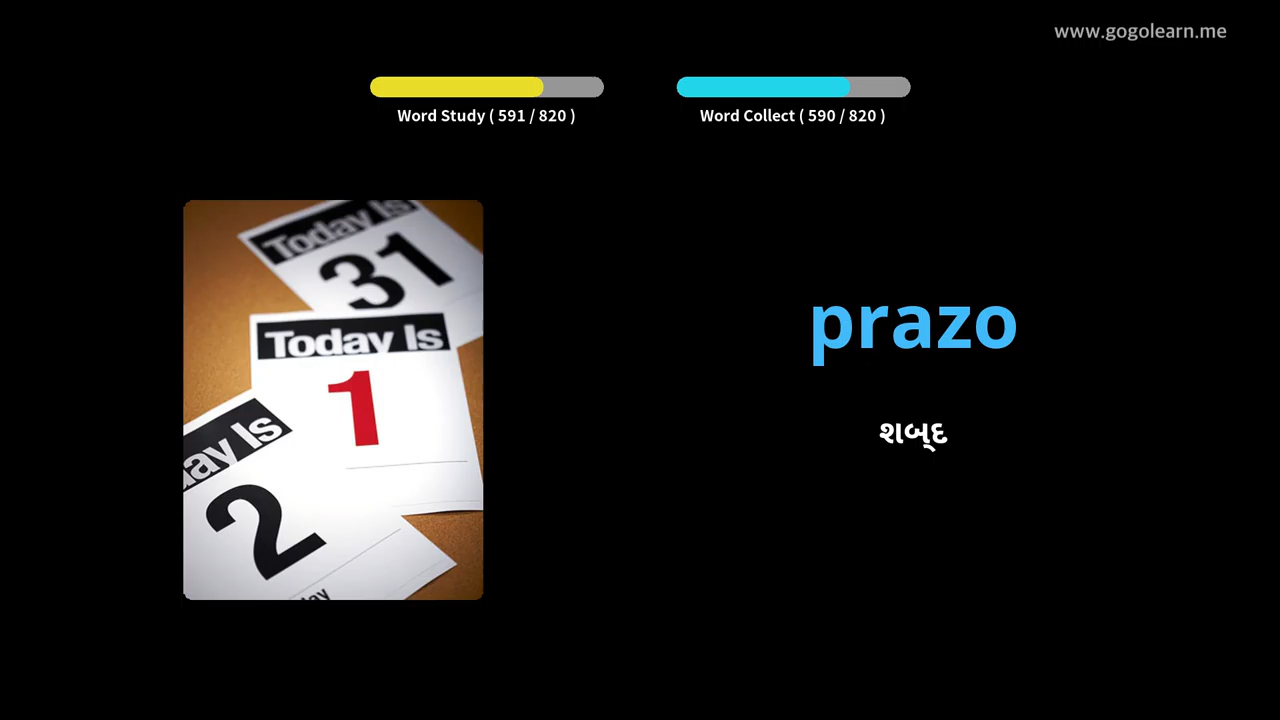 www.gogolearn.me
Word Study ( 591 / 820 )
Word Collect ( 590 / 820 )
Today Is
31
Today Is
1
ay Is
2
day
prazo
શબ્દ